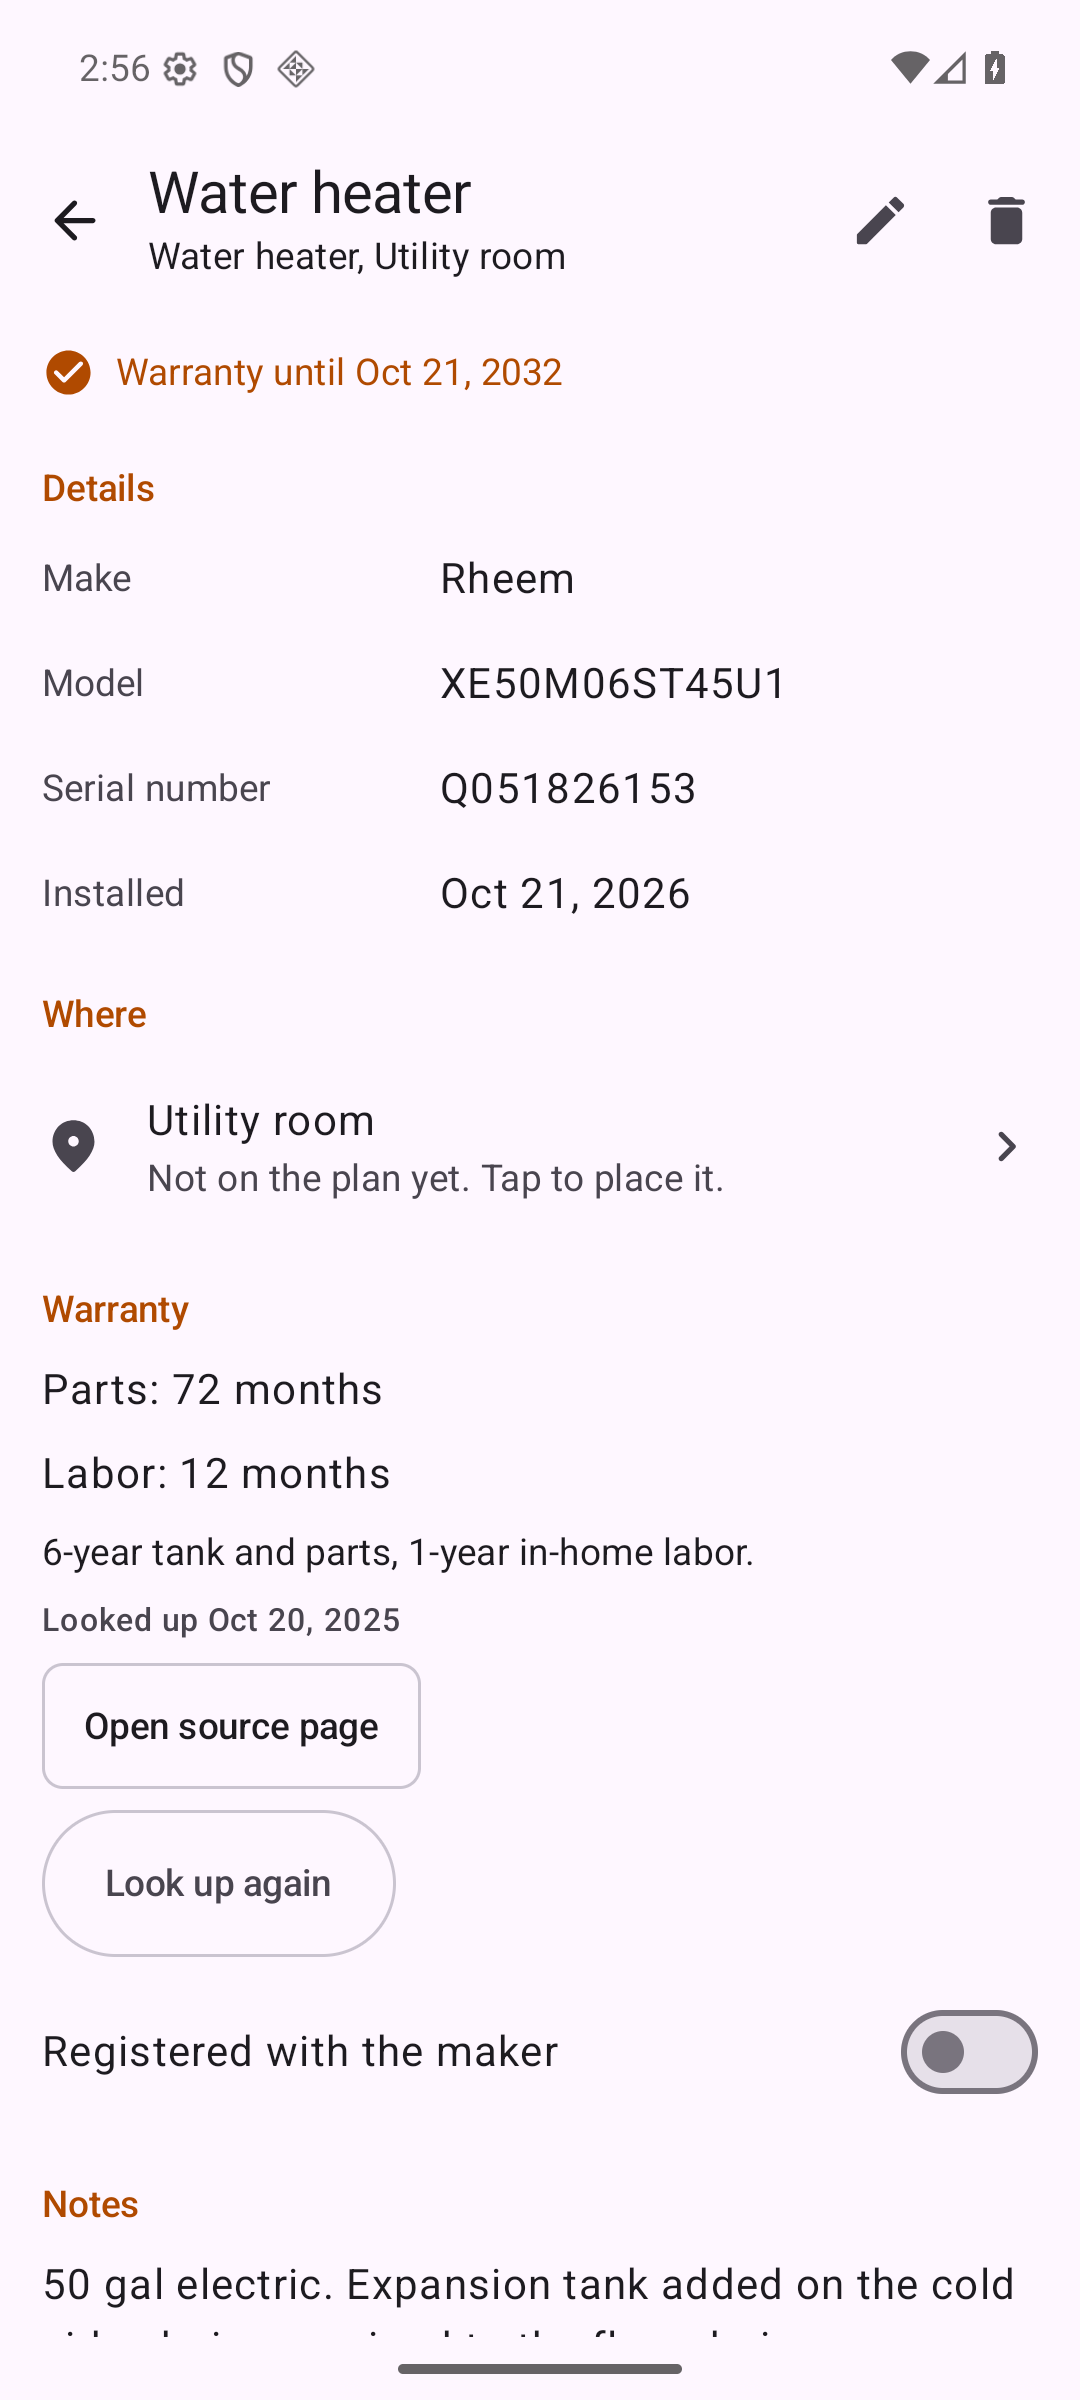 2:56
Water heater
Water heater, Utility room
Warranty until Oct 21, 2032
Details
Make
Rheem
Model
XE50M06ST45U1
Serial number
Q051826153
Installed
Oct 21, 2026
Where
Utility room
Not on the plan yet. Tap to place it.
Warranty
Parts: 72 months
Labor: 12 months
6-year tank and parts, 1-year in-home labor.
Looked up Oct 20, 2025
Open source page
Look up again
Registered with the maker
Notes
50 gal electric. Expansion tank added on the cold